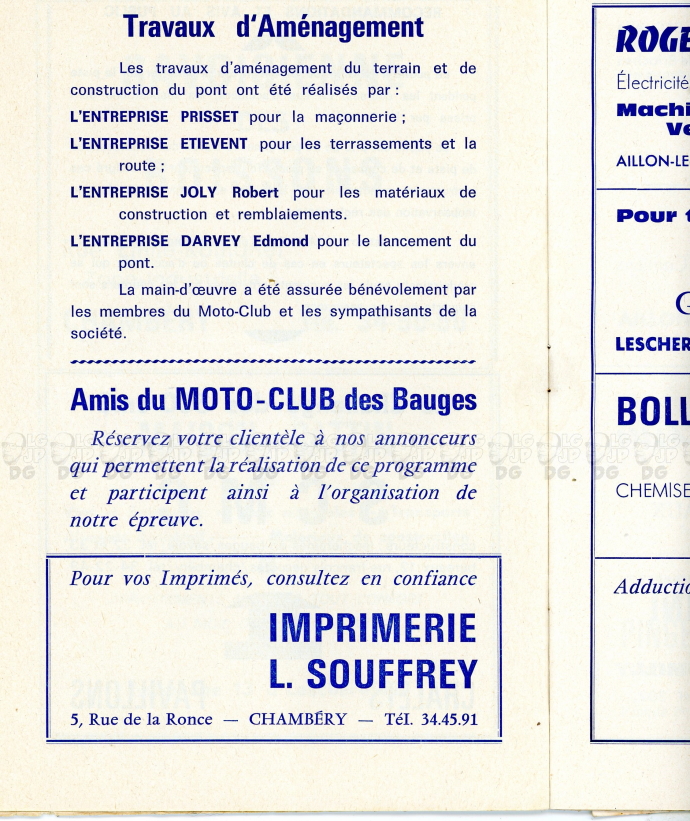 Travaux d'Aménagement
Les travaux d'aménagement du terrain et de
construction du pont ont été réalisés par :
L'ENTREPRISE PRISSET pour la maçonnerie ;
L'ENTREPRISE ETIEVENT pour les terrassements et la
route ;
L'ENTREPRISE JOLY Robert pour les matériaux de
construction et remblaiements.
L'ENTREPRISE DARVEY Edmond pour le lancement du
pont.
La main-d'œuvre a été assurée bénévolement par
les membres du Moto-Club et les sympathisants de la
société.
Amis du MOTO-CLUB des Bauges
Réservez votre clientèle à nos annonceurs
qui permettent la réalisation de ce programme
et participent ainsi à l'organisation de
notre épreuve.
Pour vos Imprimés, consultez en confiance
IMPRIMERIE
L. SOUFFREY
5, Rue de la Ronce — CHAMBÉRY — Tél. 34.45.91
ROGE
Électricité
Machi
Ve
AILLON-LE
Pour t
G
LESCHER
BOLL
CHEMISE
Adductio